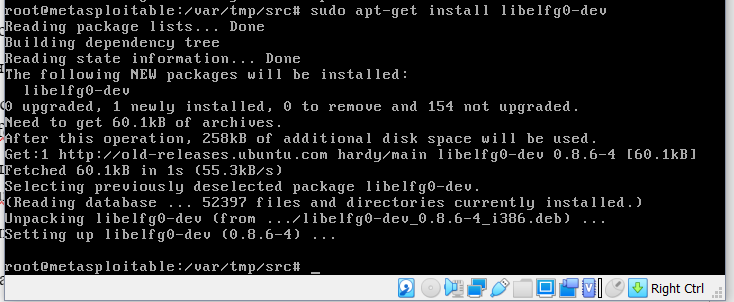 root@metasploitable:/var/tmp/src# sudo apt-get install libelfg0-dev
Reading package lists... Done
Building dependency tree
Reading state information... Done
The following NEW packages will be installed:
  libelfg0-dev
0 upgraded, 1 newly installed, 0 to remove and 154 not upgraded.
Need to get 60.1kB of archives.
After this operation, 258kB of additional disk space will be used.
Get:1 http://old-releases.ubuntu.com hardy/main libelfg0-dev 0.8.6-4 [60.1kB]
Fetched 60.1kB in 1s (55.3kB/s)
Selecting previously deselected package libelfg0-dev.
(Reading database ... 52397 files and directories currently installed.)
Unpacking libelfg0-dev (from .../libelfg0-dev_0.8.6-4_i386.deb) ...
Setting up libelfg0-dev (0.8.6-4) ...
root@metasploitable:/var/tmp/src# _
Right Ctrl